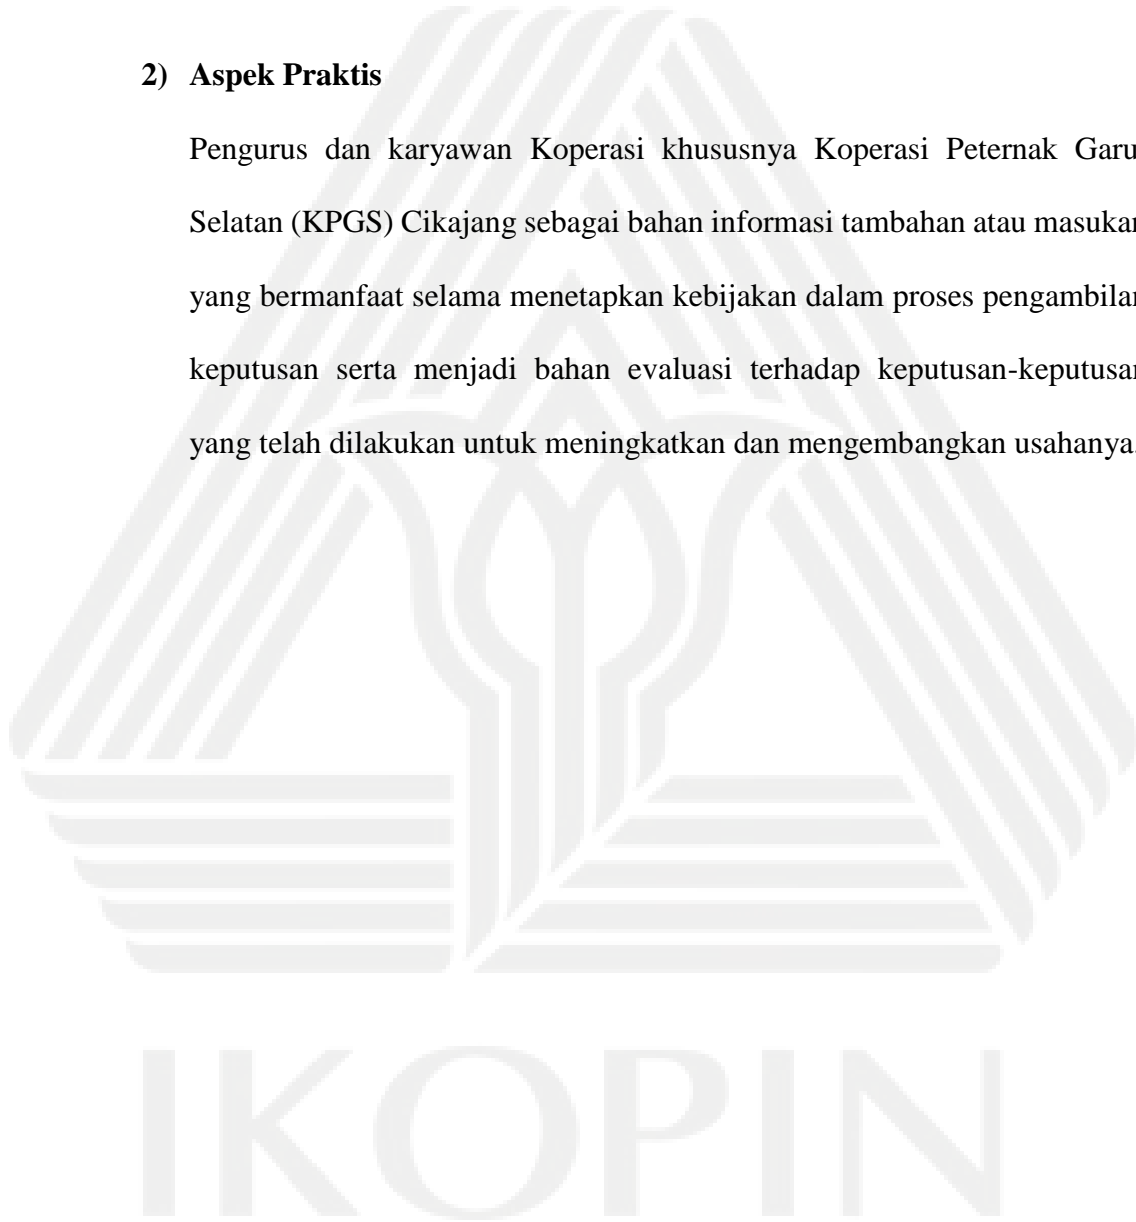 2) Aspek Praktis
Pengurus dan karyawan Koperasi khususnya Koperasi Peternak Garu
Selatan (KPGS) Cikajang sebagai bahan informasi tambahan atau masukan
yang bermanfaat selama menetapkan kebijakan dalam proses pengambilan
keputusan serta menjadi bahan evaluasi terhadap keputusan-keputusan
yang telah dilakukan untuk meningkatkan dan mengembangkan usahanya.
IKOPIN